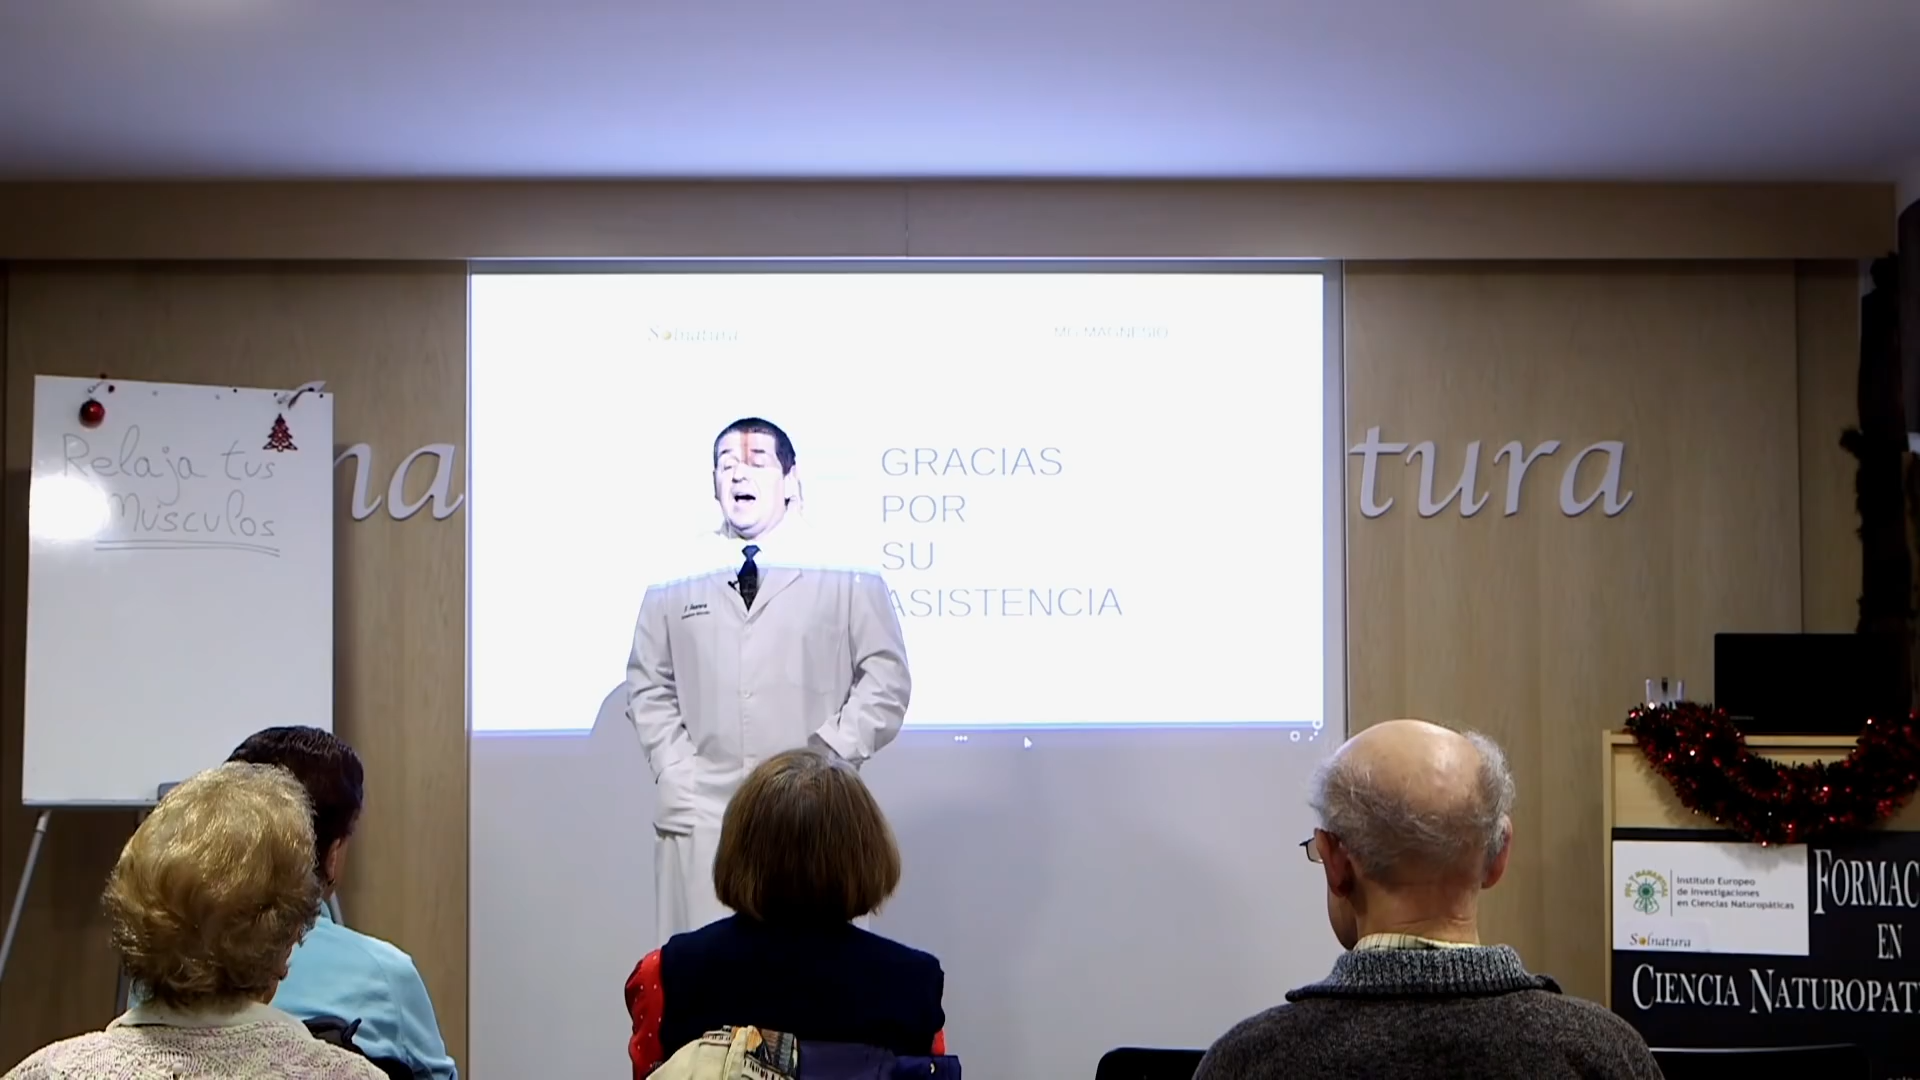 Solnatura
MG MAGNESIO
Relaja tus
Músculos
na
tura
GRACIAS
POR
SU
ASISTENCIA
Instituto Europeo
de Investigaciones
en Ciencias Naturopáticas
Solnatura
FORMAC
EN
CIENCIA NATUROPAT